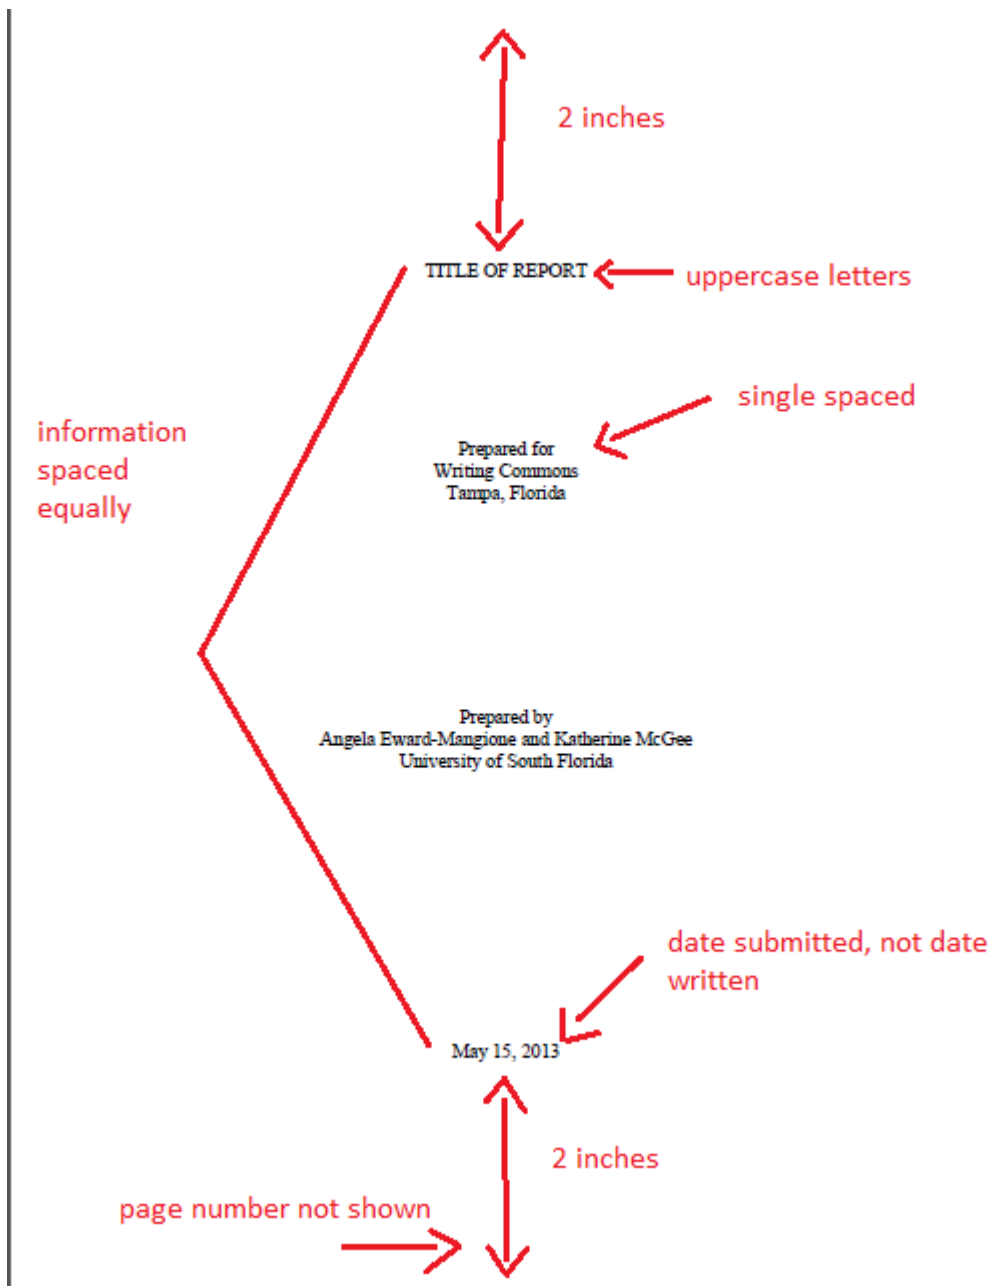 2 inches
TITLE OF REPORT
uppercase letters
single spaced
information
spaced
equally
Prepared for
Writing Commons
Tampa, Florida
Prepared by
Angela Eward-Mangione and Katherine McGee
University of South Florida
date submitted, not date
written
May 15, 2013
2 inches
page number not shown